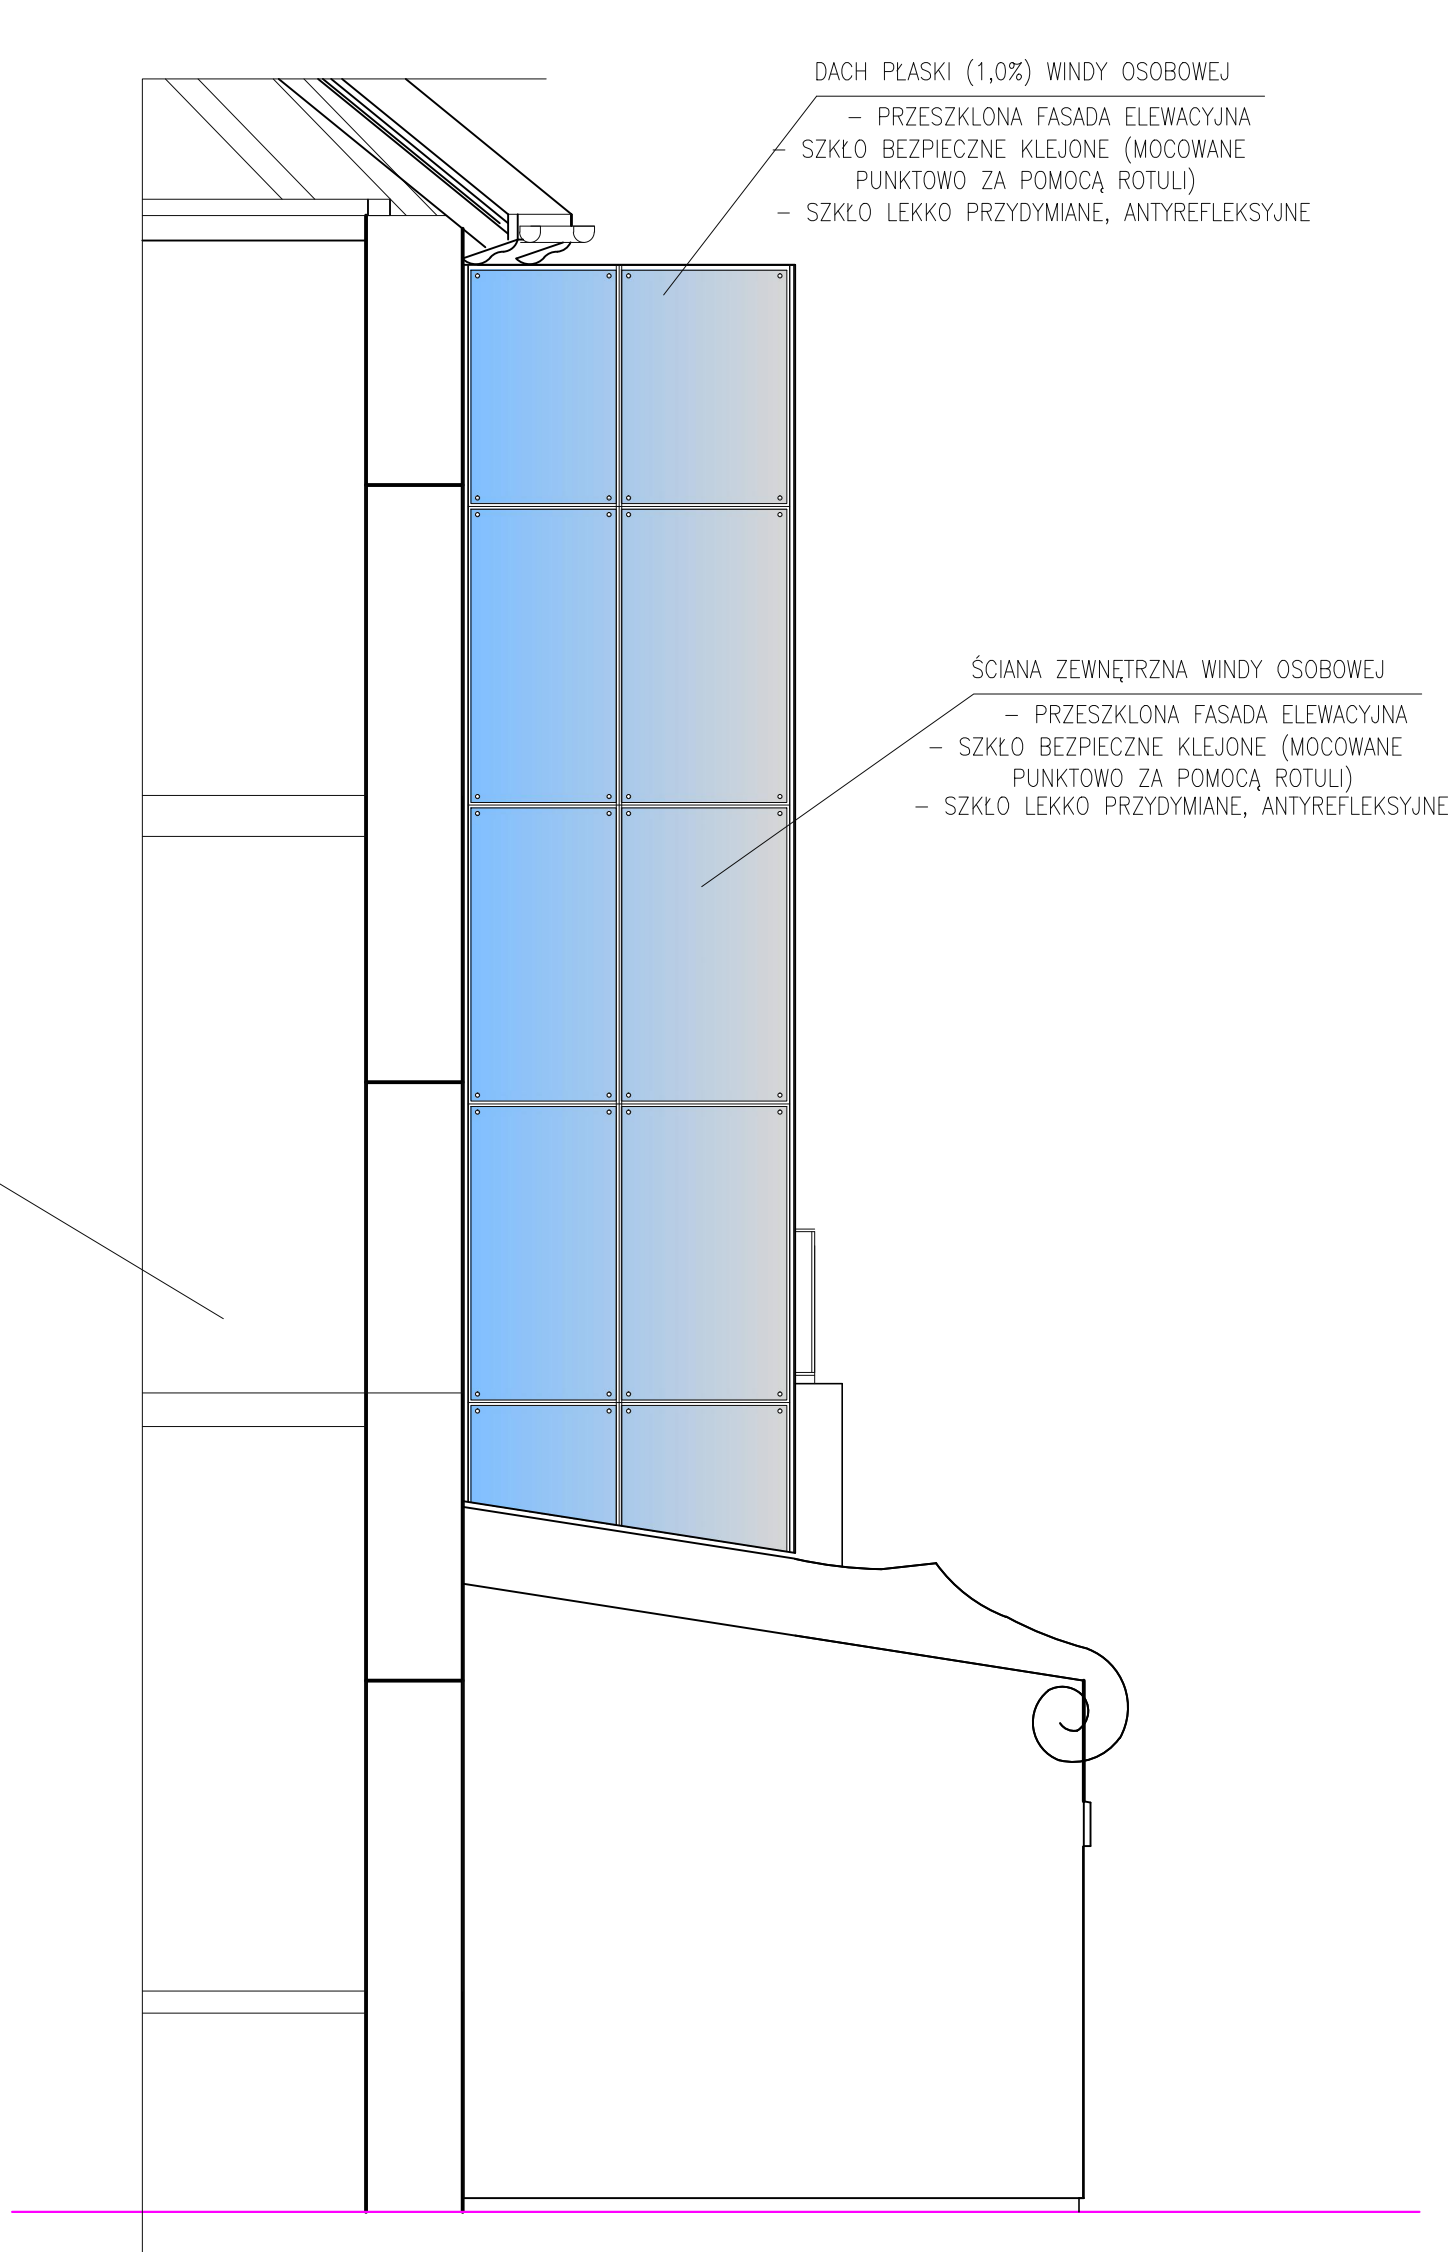 DACH PŁASKI (1,0%) WINDY OSOBOWEJ
– PRZESZKLONA FASADA ELEWACYJNA
– SZKŁO BEZPIECZNE KLEJONE (MOCOWANE
PUNKTOWO ZA POMOCĄ ROTULI)
– SZKŁO LEKKO PRZYDYMIANE, ANTYREFLEKSYJNE
ŚCIANA ZEWNĘTRZNA WINDY OSOBOWEJ
– PRZESZKLONA FASADA ELEWACYJNA
– SZKŁO BEZPIECZNE KLEJONE (MOCOWANE
PUNKTOWO ZA POMOCĄ ROTULI)
– SZKŁO LEKKO PRZYDYMIANE, ANTYREFLEKSYJNE